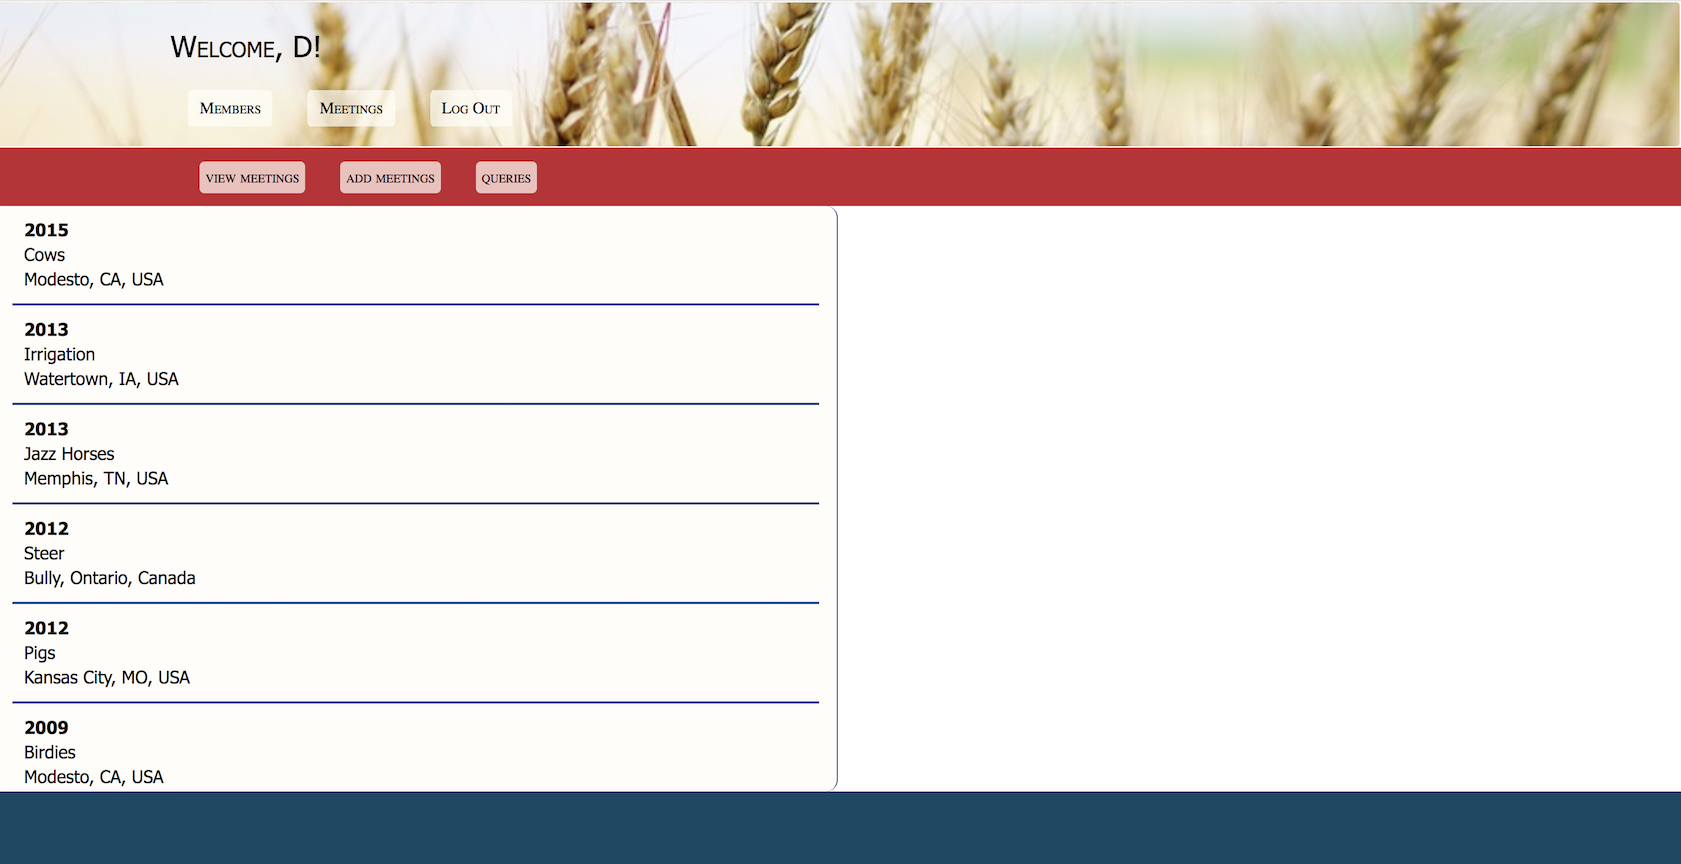 Welcome, D!
Members Meetings Log Out
view meetings add meetings queries
2015
Cows
Modesto, CA, USA
2013
Irrigation
Watertown, IA, USA
2013
Jazz Horses
Memphis, TN, USA
2012
Steer
Bully, Ontario, Canada
2012
Pigs
Kansas City, MO, USA
2009
Birdies
Modesto, CA, USA